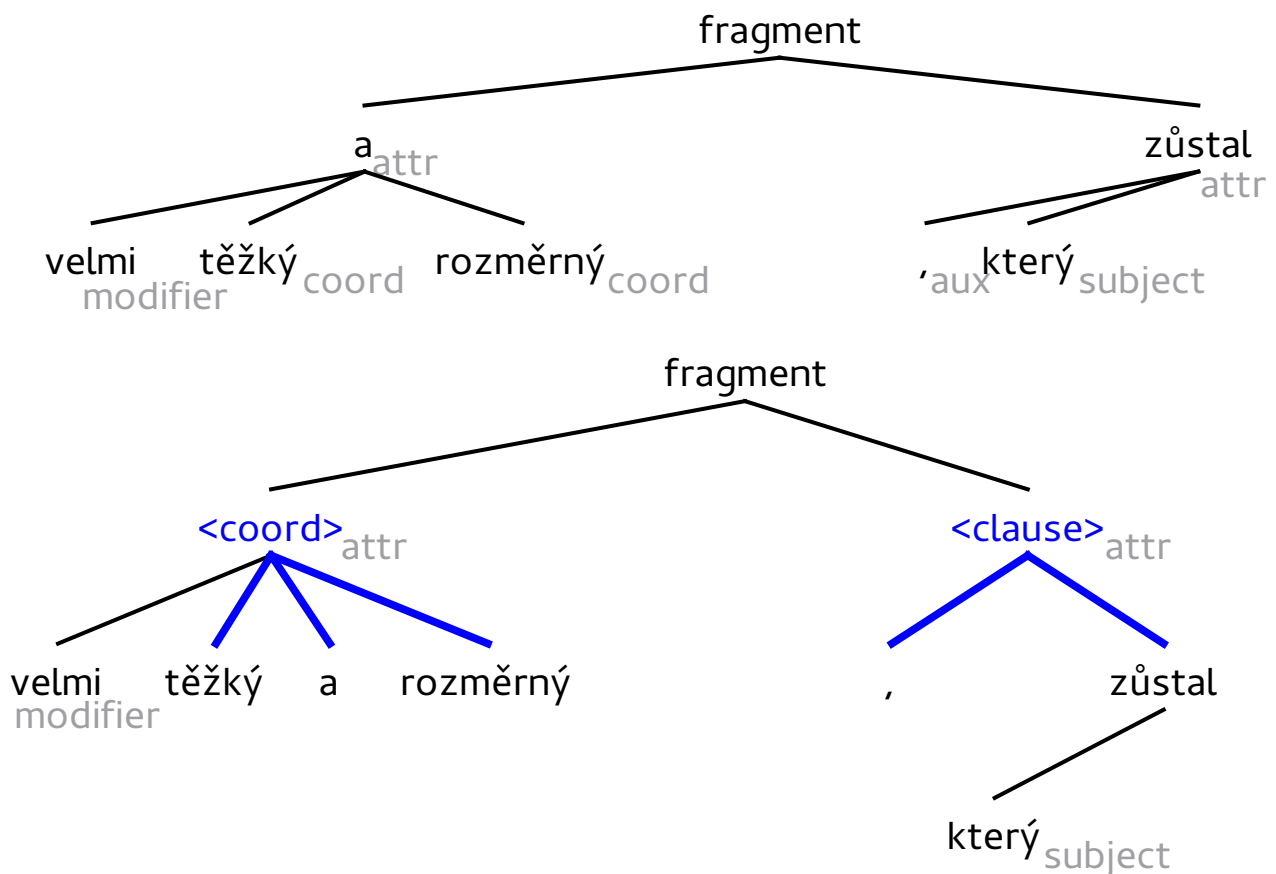 fragment
a attr zůstal attr
velmi modifier těžký coord rozměrný coord , aux který subject
fragment
<coord> attr <clause> attr
velmi modifier těžký a rozměrný , zůstal
který subject